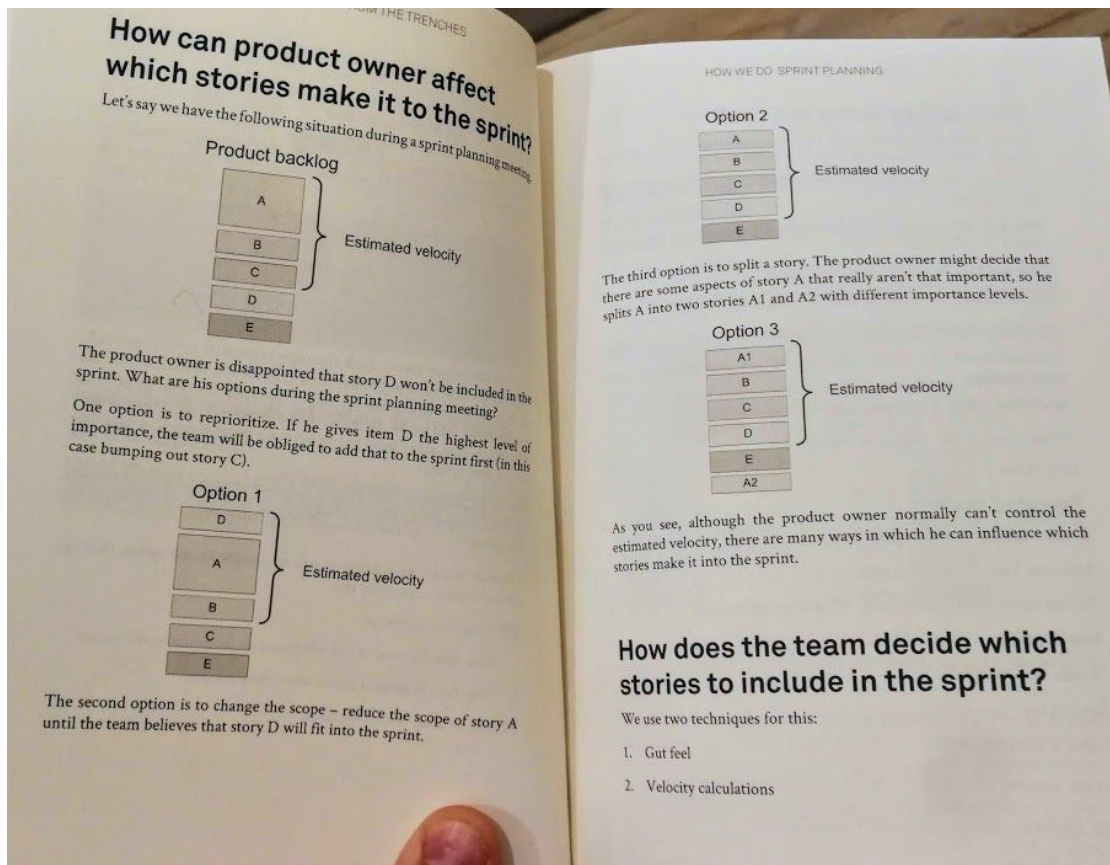 FROM THE TRENCHES
How can product owner affect
which stories make it to the sprint?
Let's say we have the following situation during a sprint planning meeting.
Product backlog
A
B
C
D
E
Estimated velocity
The product owner is disappointed that story D won't be included in the
sprint. What are his options during the sprint planning meeting?
One option is to reprioritize. If he gives item D the highest level of
importance, the team will be obliged to add that to the sprint first (in this
case bumping out story C).
Option 1
D
A
B
C
E
Estimated velocity
The second option is to change the scope – reduce the scope of story A
until the team believes that story D will fit into the sprint.
HOW WE DO SPRINT PLANNING
Option 2
A
B
C
D
E
Estimated velocity
The third option is to split a story. The product owner might decide that
there are some aspects of story A that really aren't that important, so he
splits A into two stories A1 and A2 with different importance levels.
Option 3
A1
B
C
D
E
A2
Estimated velocity
As you see, although the product owner normally can't control the
estimated velocity, there are many ways in which he can influence which
stories make it into the sprint.
How does the team decide which
stories to include in the sprint?
We use two techniques for this:
1. Gut feel
2. Velocity calculations